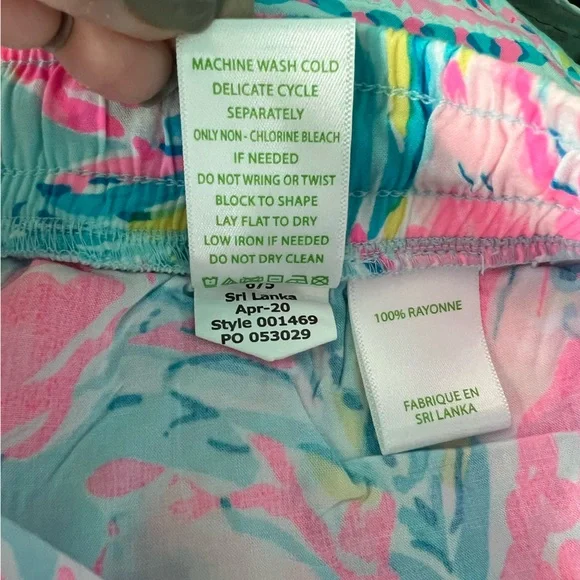 MACHINE WASH COLD
DELICATE CYCLE
SEPARATELY
ONLY NON - CHLORINE BLEACH
IF NEEDED
DO NOT WRING OR TWIST
BLOCK TO SHAPE
LAY FLAT TO DRY
LOW IRON IF NEEDED
DO NOT DRY CLEAN
Sri Lanka
Apr-20
Style 001469
PO 053029
100% RAYONNE
FABRIQUE EN
SRI LANKA